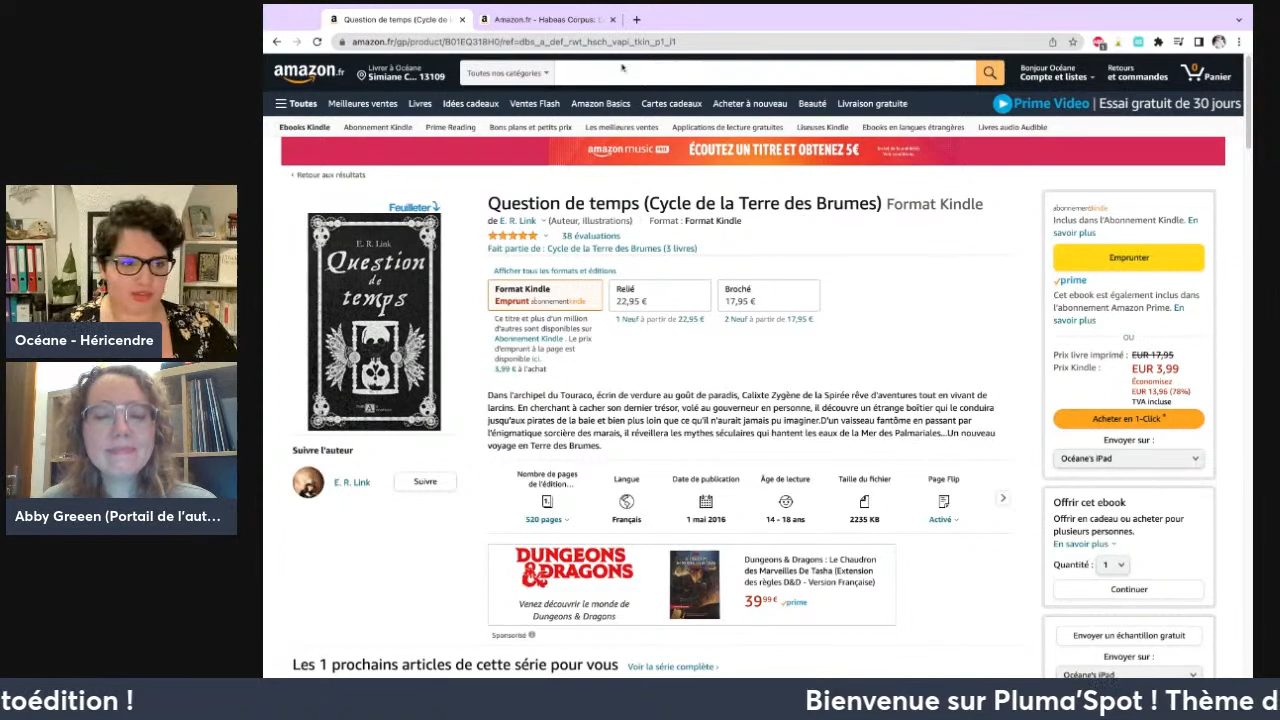 Question de temps (Cycle de l
Amazon.fr - Habeas Corpus: E
amazon.fr/gp/product/B01EQ318H0/ref=dbs_a_def_rwt_hsch_vapi_tkin_p1_i1
amazon.fr
Livrer à Océane
Simiane C... 13109
Toutes nos catégories
Bonjour Océane
Compte et listes
Retours
et commandes
0
Panier
Toutes
Meilleures ventes
Livres
Idées cadeaux
Ventes Flash
Amazon Basics
Cartes cadeaux
Acheter à nouveau
Beauté
Livraison gratuite
Prime Video | Essai gratuit de 30 jours
Ebooks Kindle
Abonnement Kindle
Prime Reading
Bons plans et petits prix
Les meilleures ventes
Applications de lecture gratuites
Liseuses Kindle
Ebooks en langues étrangères
Livres audio Audible
amazon music
ÉCOUTEZ UN TITRE ET OBTENEZ 5€
‹ Retour aux résultats
Feuilleter
E. R. Link
Question
de
temps
Suivre l'auteur
E. R. Link
Suivre
Question de temps (Cycle de la Terre des Brumes) Format Kindle
de E. R. Link (Auteur, Illustrations) Format : Format Kindle
38 évaluations
Fait partie de : Cycle de la Terre des Brumes (3 livres)
Afficher tous les formats et éditions
Format Kindle
Emprunt abonnementkindle
Relié
22,95 €
Broché
17,95 €
1 Neuf à partir de 22,95 €
2 Neuf à partir de 17,95 €
Ce titre et plus d'un million
d'autres sont disponibles sur
Abonnement Kindle . Le prix
d'emprunt à la page est
disponible ici.
3,99 € à l'achat
Dans l'archipel du Touraco, écrin de verdure au goût de paradis, Calixte Zygène de la Spirée rêve d'aventures tout en vivant de
larcins. En cherchant à cacher son dernier trésor, volé au gouverneur en personne, il découvre un étrange boîtier qui le conduira
jusqu'aux pirates de la baie et bien plus loin que ce qu'il n'aurait jamais pu imaginer.D'un vaisseau fantôme en passant par
l'énigmatique sorcière des marais, il réveillera les mythes séculaires qui hantent les eaux de la Mer des Palmariales...Un nouveau
voyage en Terre des Brumes.
Nombre de pages
de l'édition...
520 pages
Langue
Français
Date de publication
1 mai 2016
Âge de lecture
14 - 18 ans
Taille du fichier
2235 KB
Page Flip
Activé
DUNGEONS
& DRAGONS
Venez découvrir le monde de
Dungeons & Dragons
Dungeons & Dragons : Le Chaudron
des Marveilles De Tasha (Extension
des règles D&D - Version Française)
39,99 € prime
Sponsorisé
Les 1 prochains articles de cette série pour vous Voir la série complète ›
abonnementkindle
Inclus dans l'Abonnement Kindle. En
savoir plus
Emprunter
prime
Cet ebook est également inclus dans
l'abonnement Amazon Prime. En
savoir plus
OU
Prix livre imprimé : EUR 17,95
Prix Kindle : EUR 3,99
Économisez
EUR 13,96 (78%)
TVA incluse
Acheter en 1-Click
Envoyer sur :
Océane's iPad
Offrir cet ebook
Offrir en cadeau ou acheter pour
plusieurs personnes.
En savoir plus
Quantité : 1
Continuer
Envoyer un échantillon gratuit
Envoyer sur :
Océane's iPad
Océane - Héricendre
Abby Greeen (Portail de l'aut...
toédition !
Bienvenue sur Pluma'Spot ! Thème d